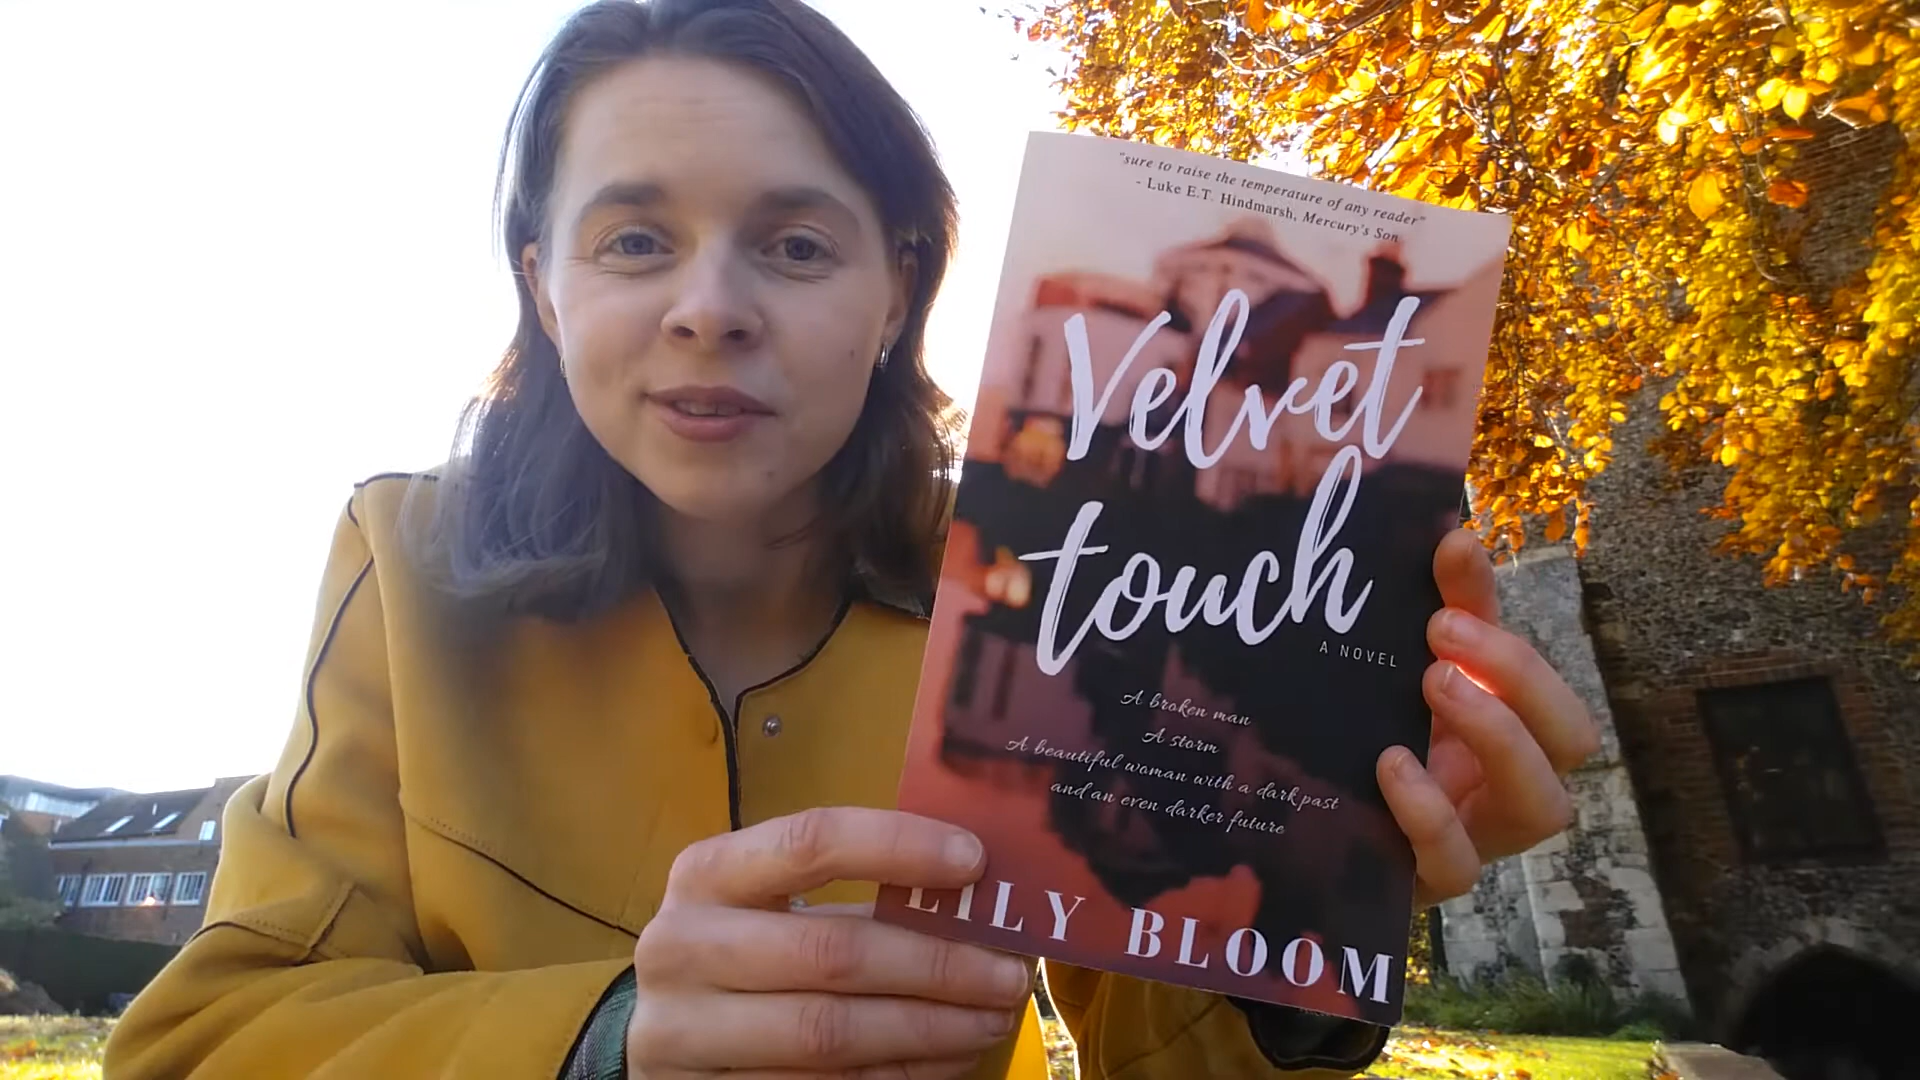 "sure to raise the temperature of any reader"
- Luke E.T. Hindmarsh, Mercury's Son
Velvet
touch
A NOVEL
A broken man
A storm
A beautiful woman with a dark past
and an even darker future
LILY BLOOM